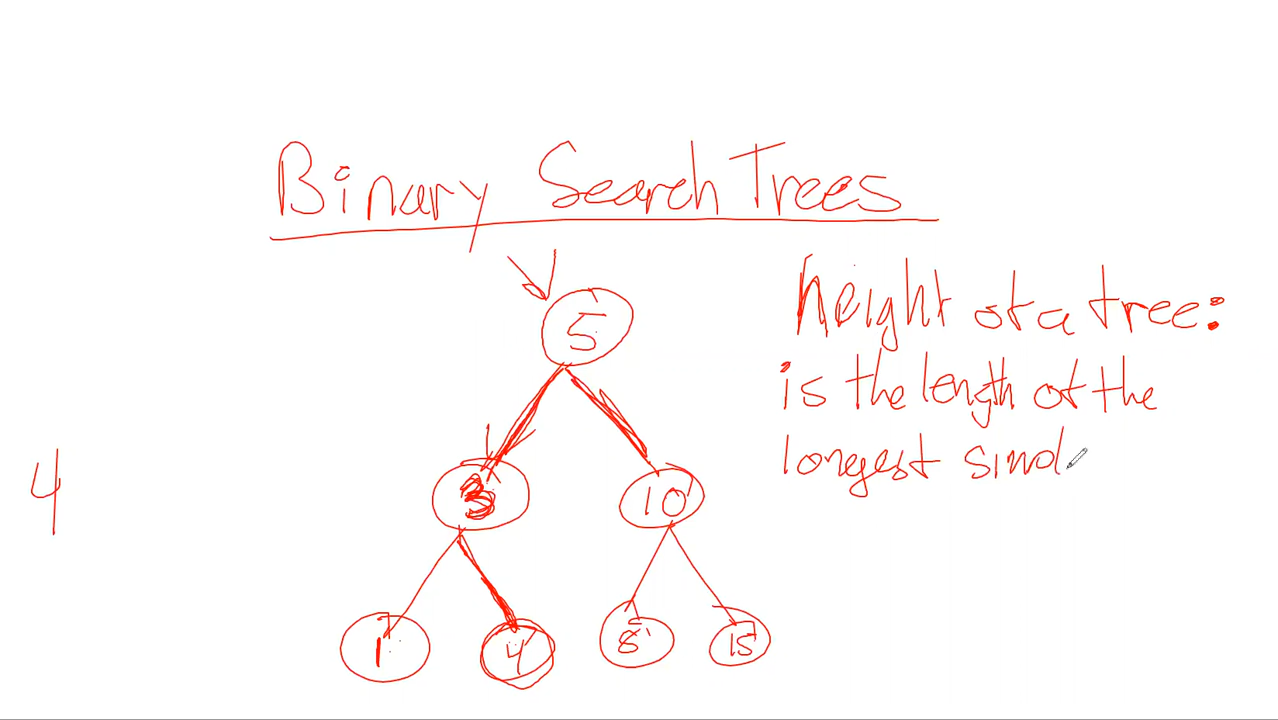 Binary Search Trees
height of a tree:
is the length of the
longest
5
3
10
4
1
4
8
15